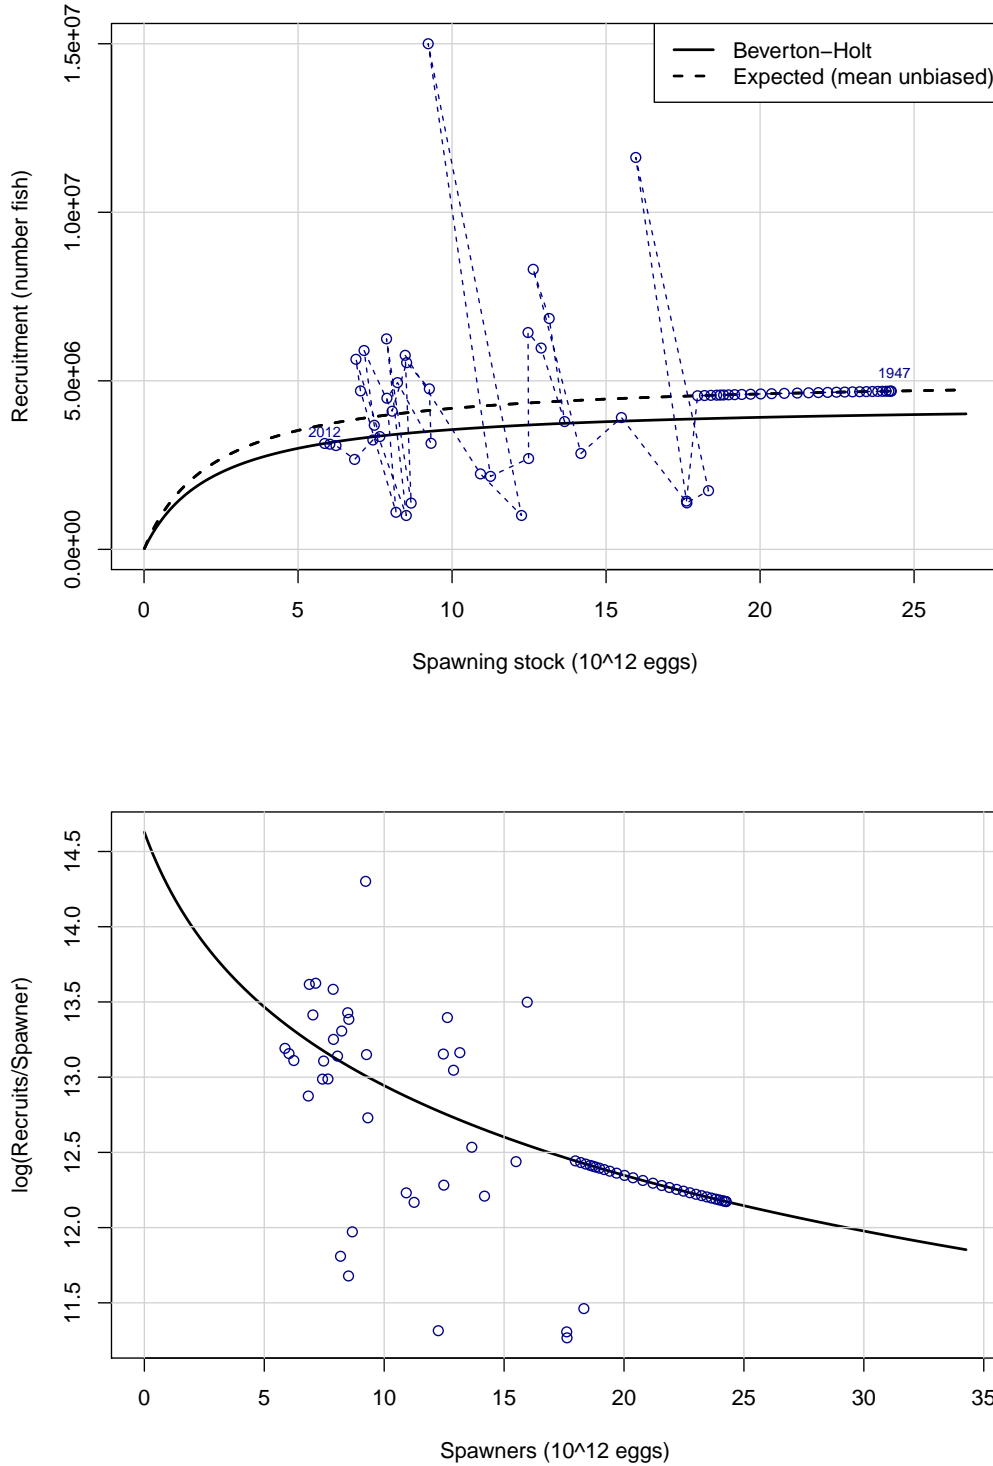 Recruitment (number fish)
1.5e+07
1.0e+07
5.0e+06
0.0e+00
Beverton−Holt
Expected (mean unbiased)
1947
2012
0 5 10 15 20 25
Spawning stock (10^12 eggs)
log(Recruits/Spawner)
14.5
14.0
13.5
13.0
12.5
12.0
11.5
0 5 10 15 20 25 30 35
Spawners (10^12 eggs)